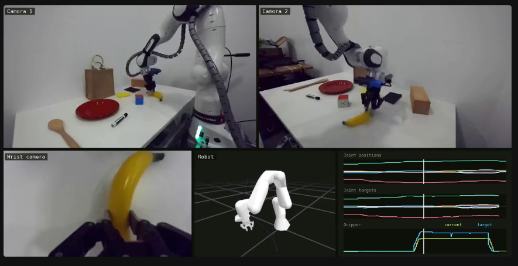 Camera 1
Camera 2
Wrist camera
Robot
Joint positions
Joint targets
Gripper
current
target